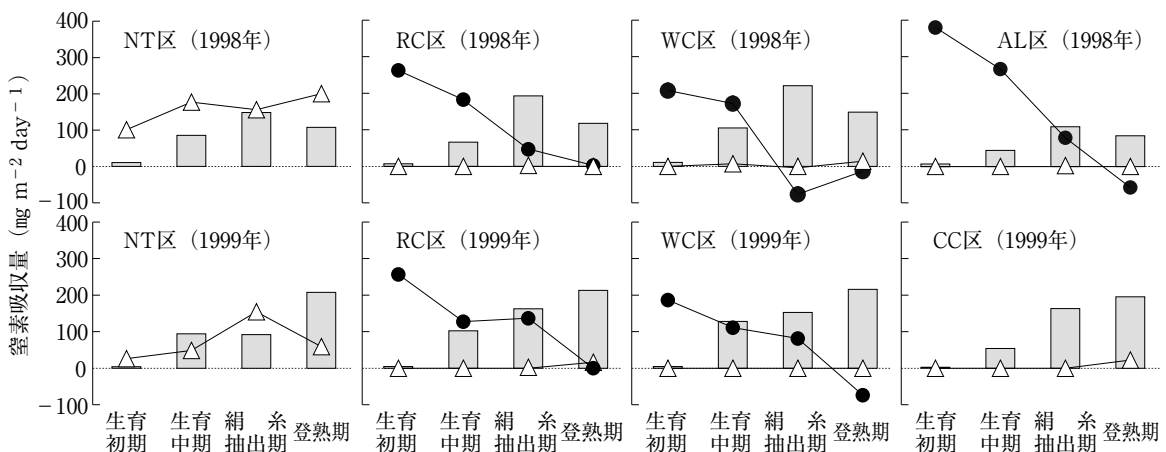 400
300
200
100
0
－100
NT区（1998年）
RC区（1998年）
WC区（1998年）
AL区（1998年）
窒素吸収量（mg m⁻² day－1）
400
300
200
100
0
－100
NT区（1999年）
RC区（1999年）
WC区（1999年）
CC区（1999年）
生育
初期
生育
中期
絹 糸
抽出期
登熟期
生育
初期
生育
中期
絹 糸
抽出期
登熟期
生育
初期
生育
中期
絹 糸
抽出期
登熟期
生育
初期
生育
中期
絹 糸
抽出期
登熟期